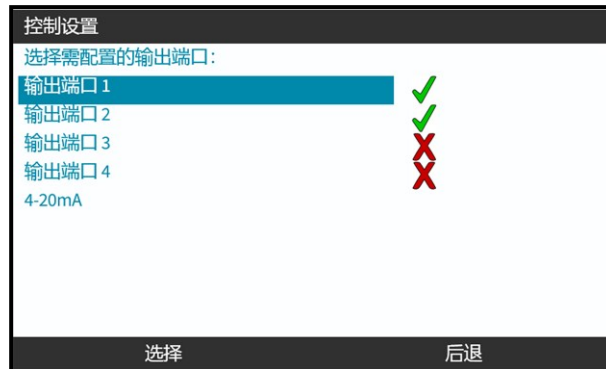 控制设置
选择需配置的输出端口：
输出端口 1
输出端口 2
输出端口 3
输出端口 4
4-20mA
选择 后退